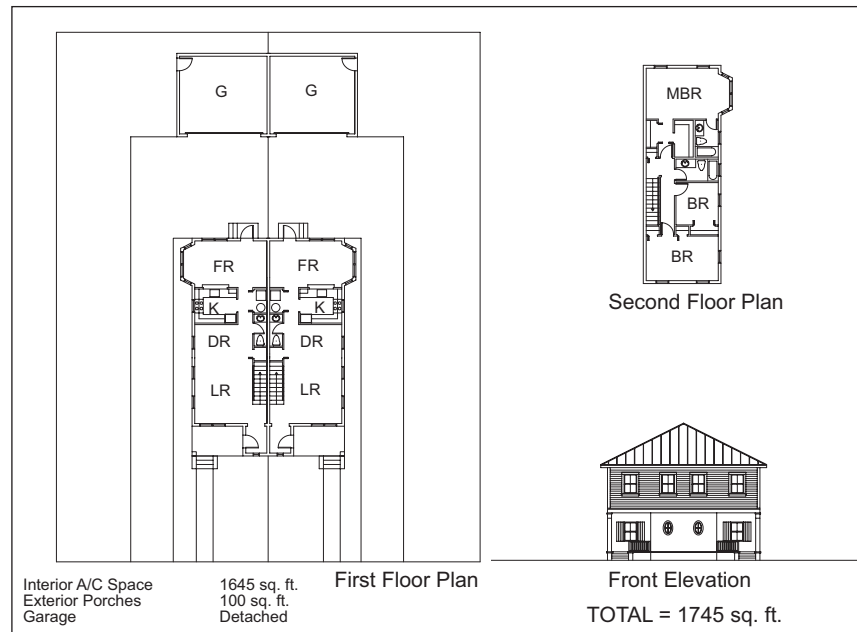 G G
MBR
BR
BR
Second Floor Plan
FR FR
K K
DR DR
LR LR
Interior A/C Space 1645 sq. ft.
Exterior Porches 100 sq. ft.
Garage Detached
First Floor Plan
Front Elevation
TOTAL = 1745 sq. ft.